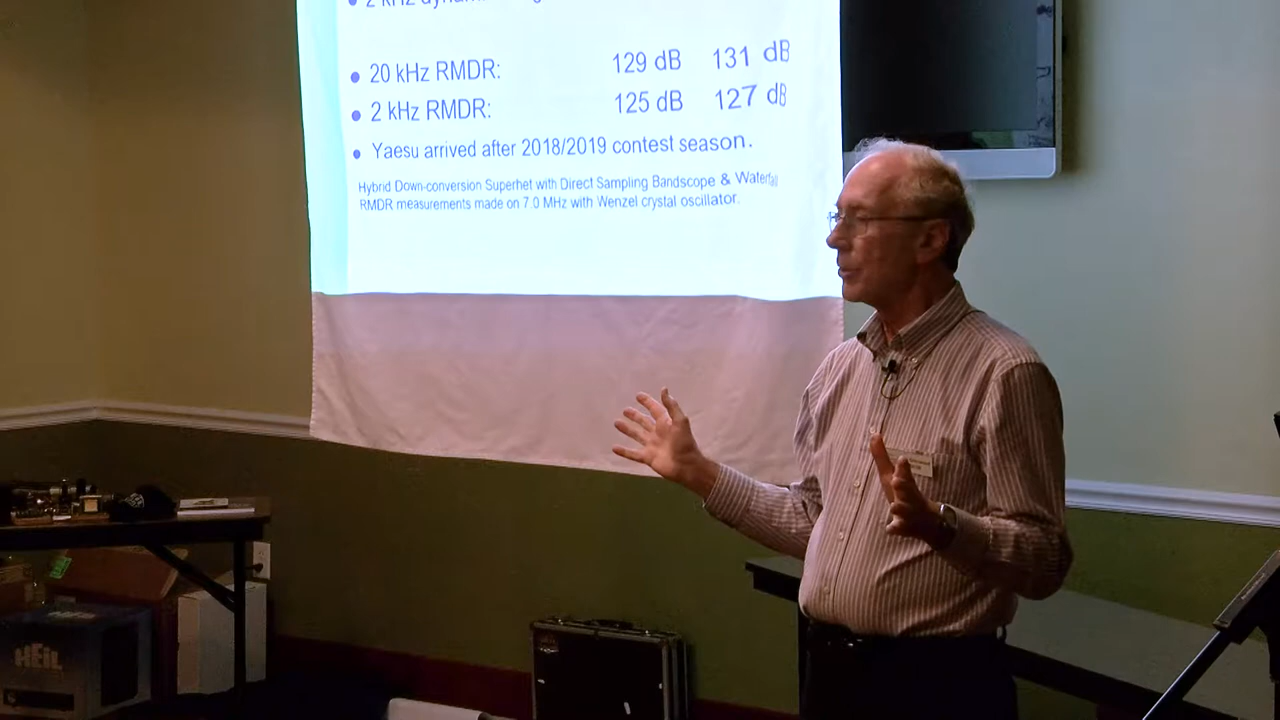 2 kHz
20 kHz RMDR: 129 dB 131 dB
2 kHz RMDR: 125 dB 127 dB
Yaesu arrived after 2018/2019 contest season.
Hybrid Down-conversion Superhet with Direct Sampling Bandscope & Waterfall
RMDR measurements made on 7.0 MHz with Wenzel crystal oscillator.
HEIL